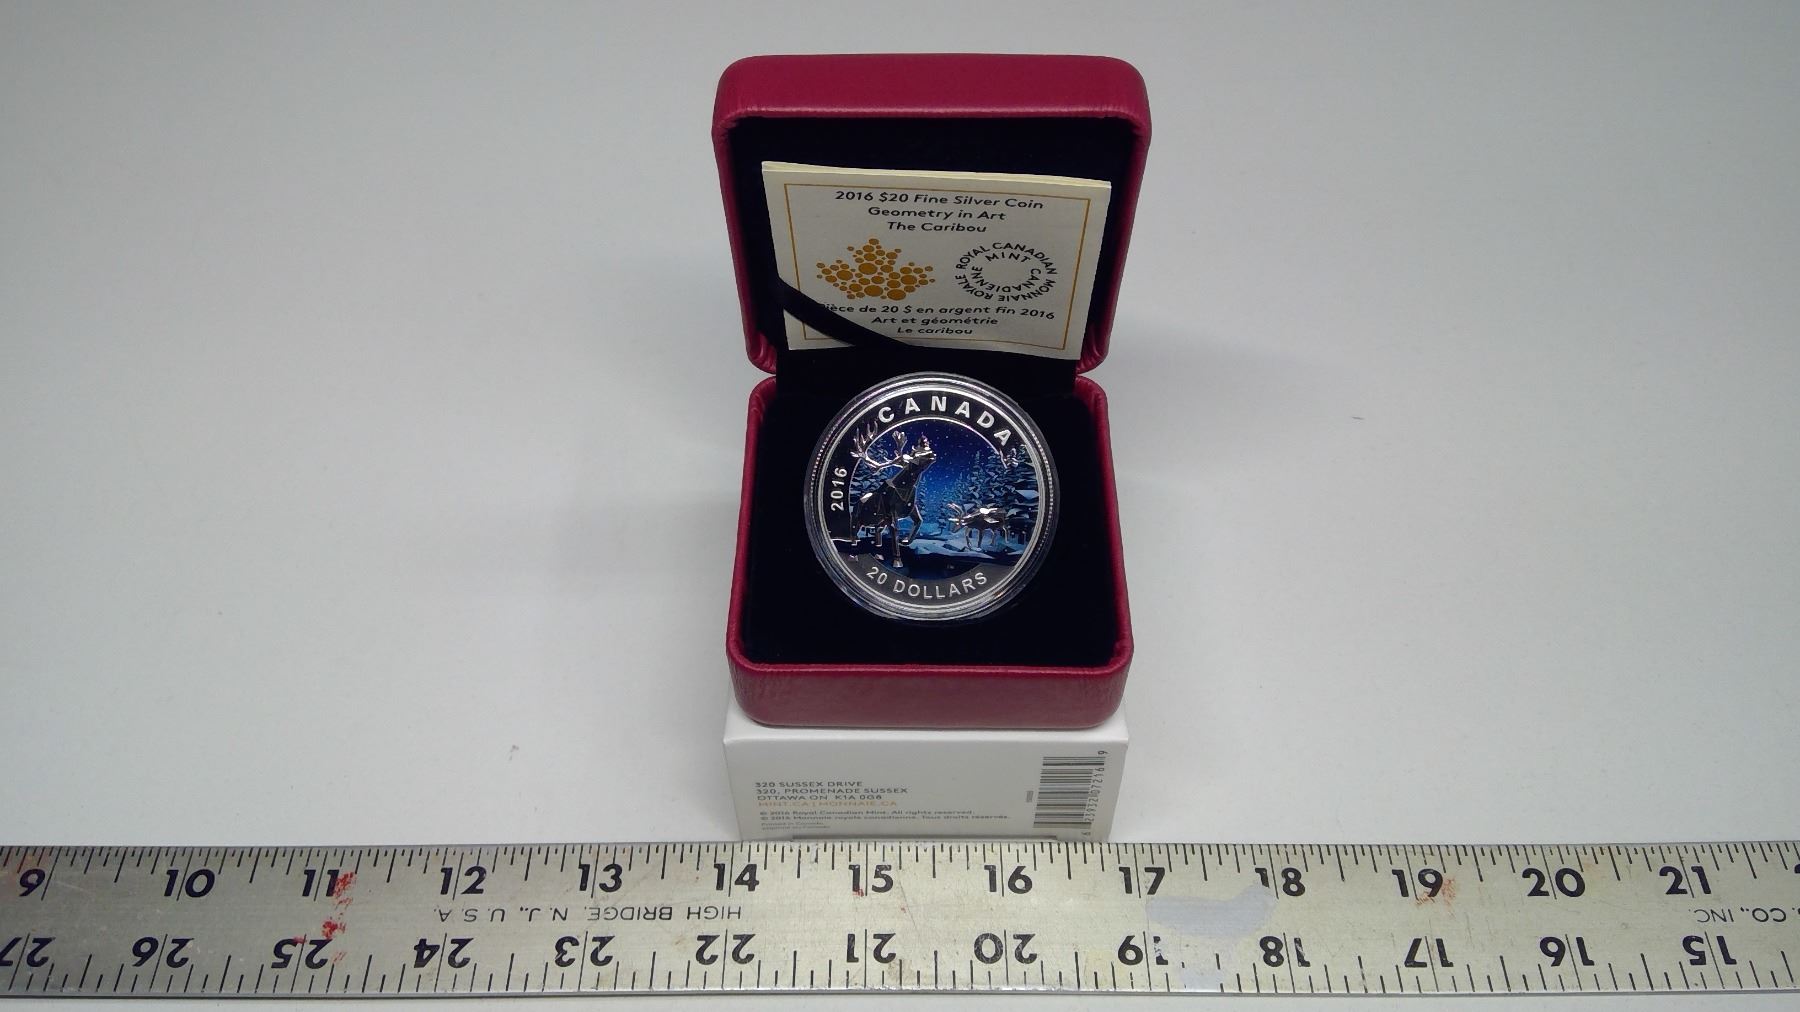 2016 $20 Fine Silver Coin
Geometry in Art
The Caribou
ROYAL CANADIAN MINT
MONNAIE ROYALE CANADIENNE
de 20 $ en argent fin 2016
Art et géométrie
Le caribou
CANADA
2016
20 DOLLARS
320 SUSSEX DRIVE
320, PROMENADE SUSSEX
OTTAWA ON K1A 0G8
MINT.CA | MONNAIE.CA
© 2016 Royal Canadian Mint. All rights reserved.
© 2016 Monnaie royale canadienne. Tous droits réservés.
Printed in Canada
9 10 11 12 13 14 15 16 17 18 19 20 21
HIGH BRIDGE, N.J., U.S.A.
CO., INC.
27 26 25 24 23 22 21 20 19 18 17 16 15